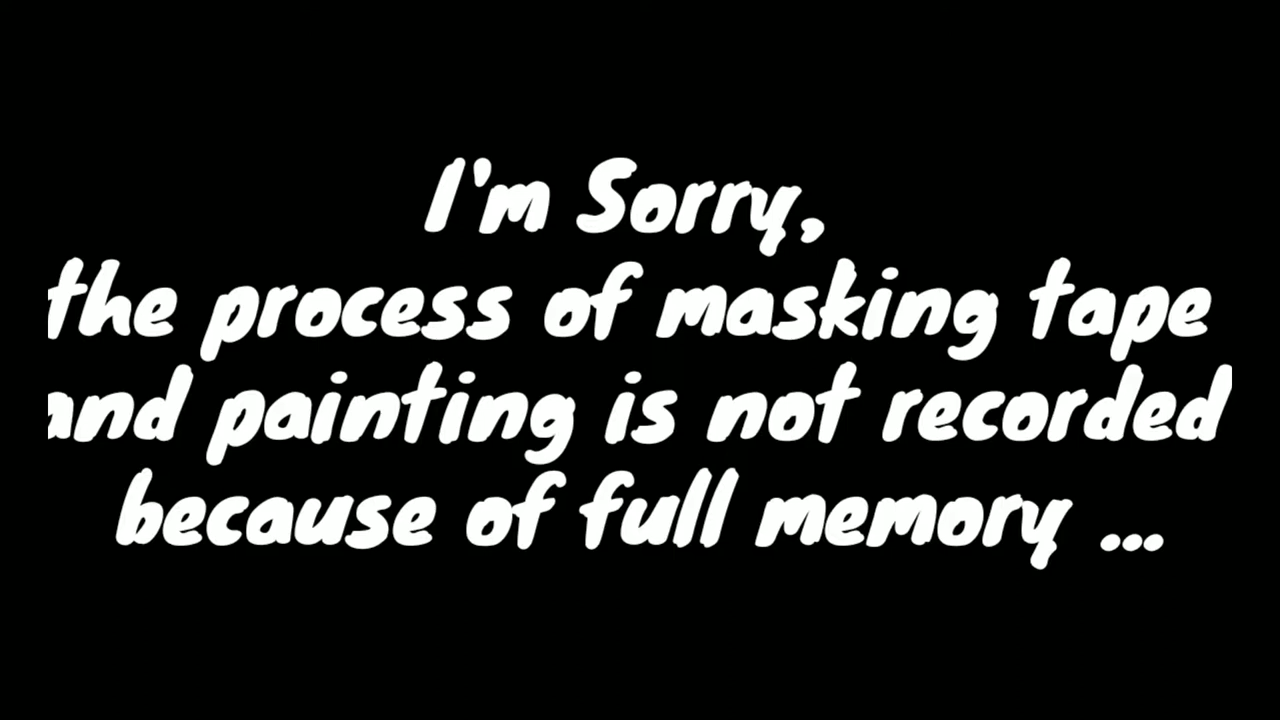 I'm Sorry,
the process of masking tape
and painting is not recorded
because of full memory ...